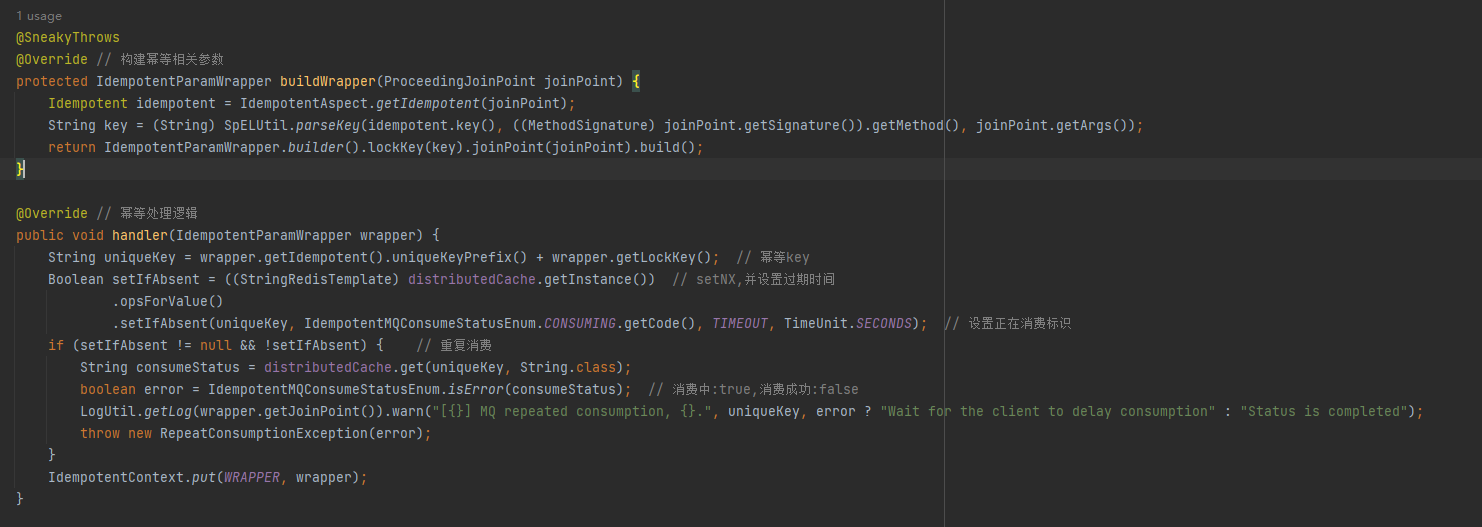 1 usage
@SneakyThrows
@Override // 构建幂等相关参数
protected IdempotentParamWrapper buildWrapper(ProceedingJoinPoint joinPoint) {
    Idempotent idempotent = IdempotentAspect.getIdempotent(joinPoint);
    String key = (String) SpELUtil.parseKey(idempotent.key(), ((MethodSignature) joinPoint.getSignature()).getMethod(), joinPoint.getArgs());
    return IdempotentParamWrapper.builder().lockKey(key).joinPoint(joinPoint).build();
}
@Override // 幂等处理逻辑
public void handler(IdempotentParamWrapper wrapper) {
    String uniqueKey = wrapper.getIdempotent().uniqueKeyPrefix() + wrapper.getLockKey();  // 幂等key
    Boolean setIfAbsent = ((StringRedisTemplate) distributedCache.getInstance())  // setNX,并设置过期时间
            .opsForValue()
            .setIfAbsent(uniqueKey, IdempotentMQConsumeStatusEnum.CONSUMING.getCode(), TIMEOUT, TimeUnit.SECONDS);  // 设置正在消费标识
    if (setIfAbsent != null && !setIfAbsent) {    // 重复消费
        String consumeStatus = distributedCache.get(uniqueKey, String.class);
        boolean error = IdempotentMQConsumeStatusEnum.isError(consumeStatus);  // 消费中:true,消费成功:false
        LogUtil.getLog(wrapper.getJoinPoint()).warn("[{}] MQ repeated consumption, {}.", uniqueKey, error ? "Wait for the client to delay consumption" : "Status is completed");
        throw new RepeatConsumptionException(error);
    }
    IdempotentContext.put(WRAPPER, wrapper);
}